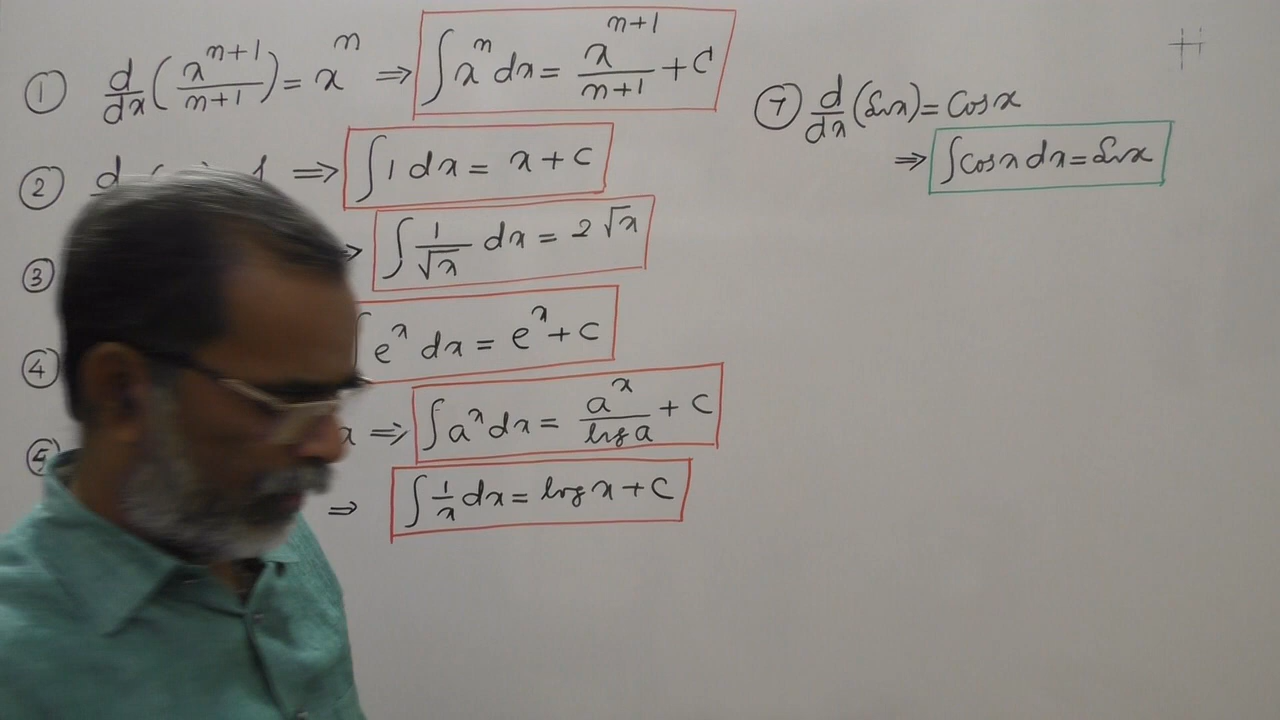 ① d/dx (x^{n+1}/n+1) = x^n ⇒ ∫x^n dx = x^{n+1}/n+1 + C
② d ⇒ ∫1 dx = x + C
③ ⇒ ∫ 1/√x dx = 2√x
④ ∫e^x dx = e^x + C
⑤ x ⇒ ∫a^x dx = a^x/log a + C
⇒ ∫ 1/x dx = log x + C
⑦ d/dx (Sin x) = Cos x
⇒ ∫Cos x dx = Sin x